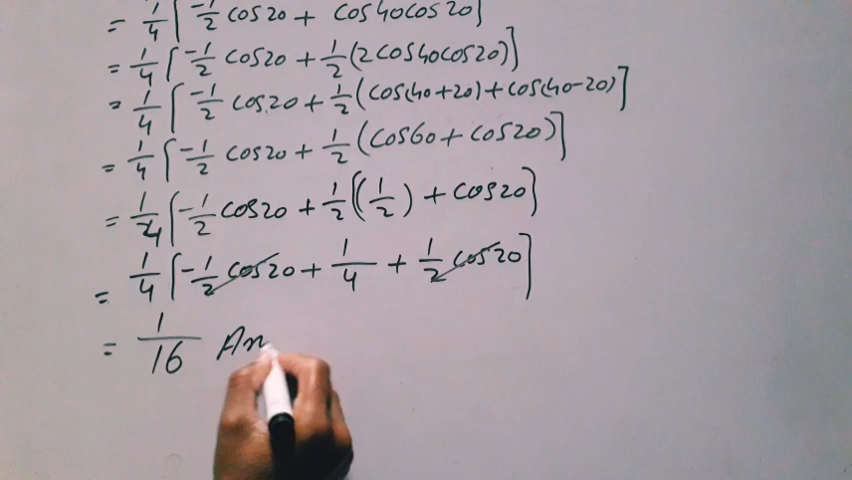 = 1/4 [ -1/2 cos20 + cos40cos20]
= 1/4 [ -1/2 cos20 + 1/2 (2cos40cos20)]
= 1/4 [ -1/2 cos20 + 1/2 (cos(40+20) + cos(40-20)]
= 1/4 [ -1/2 cos20 + 1/2 (cos60 + cos20)]
= 1/4 [ -1/2 cos20 + 1/2 [(1/2) + cos20]
= 1/4 [ -1/2 cos20 + 1/4 + 1/2 cos20]
= 1/16 An